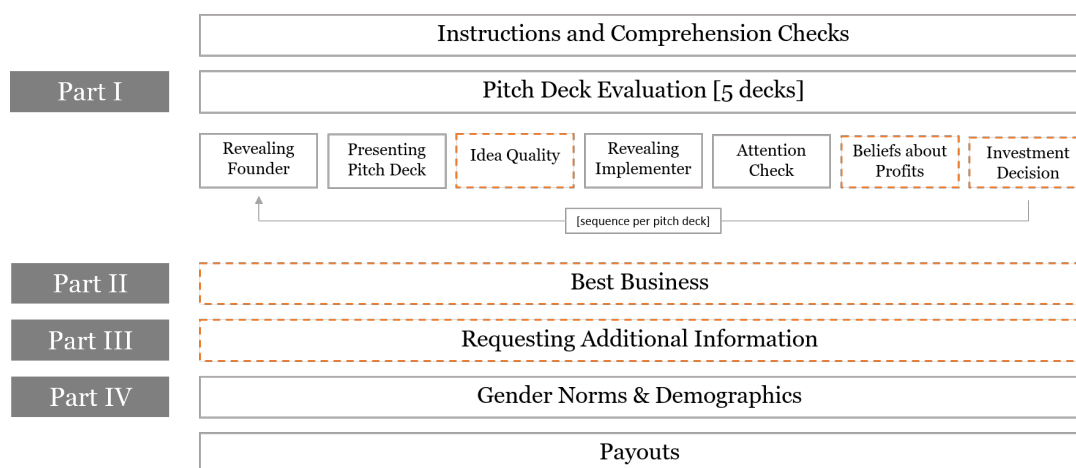 Instructions and Comprehension Checks
Part I
Pitch Deck Evaluation [5 decks]
Revealing
Founder
Presenting
Pitch Deck
Idea Quality
Revealing
Implementer
Attention
Check
Beliefs about
Profits
Investment
Decision
[sequence per pitch deck]
Part II
Best Business
Part III
Requesting Additional Information
Part IV
Gender Norms & Demographics
Payouts